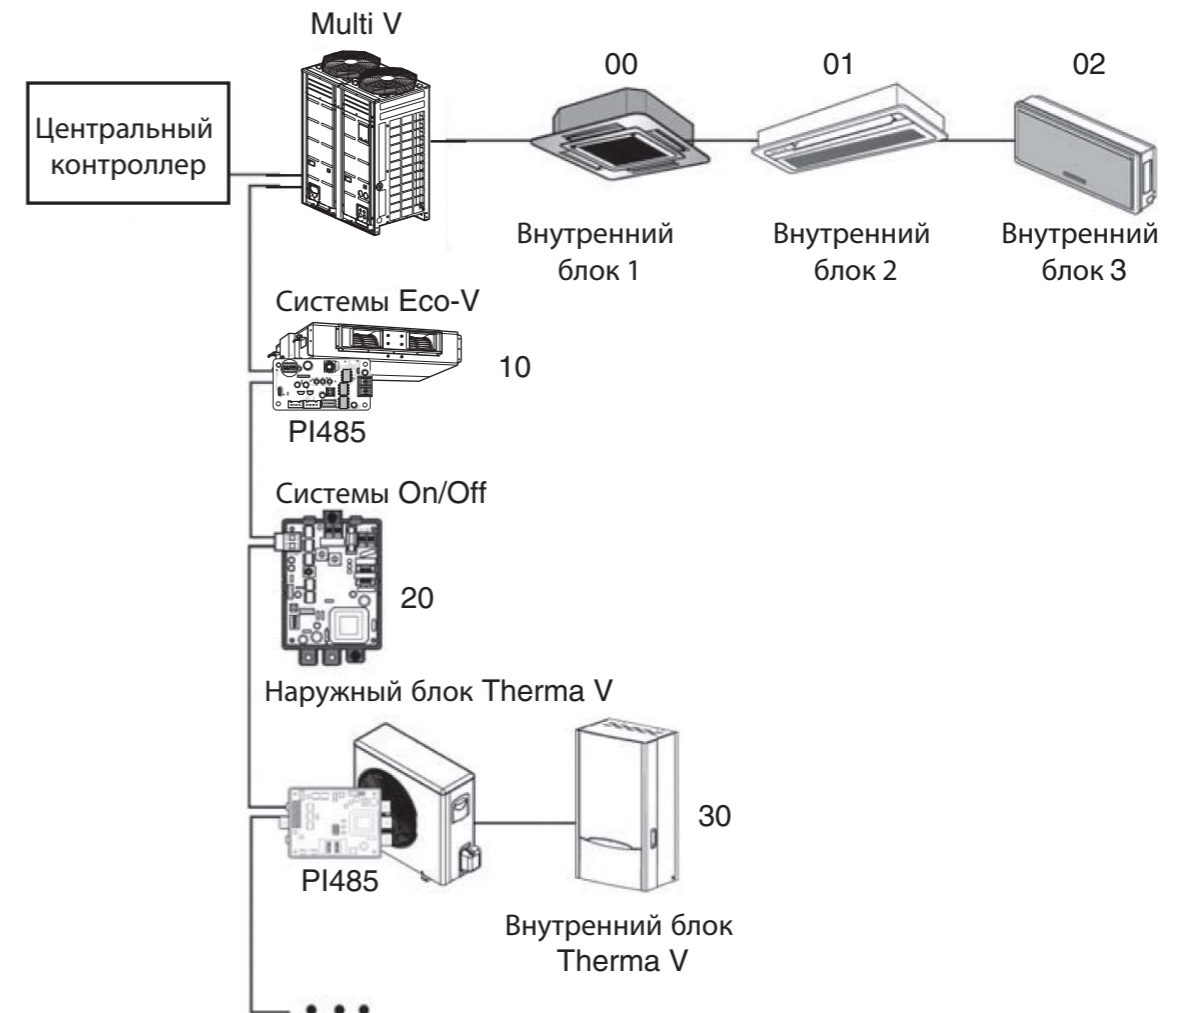 Multi V
Центральный
контроллер
00
01
02
Внутренний
блок 1
Внутренний
блок 2
Внутренний
блок 3
Системы Eco-V
10
PI485
Системы On/Off
20
Наружный блок Therma V
30
PI485
Внутренний блок
Therma V